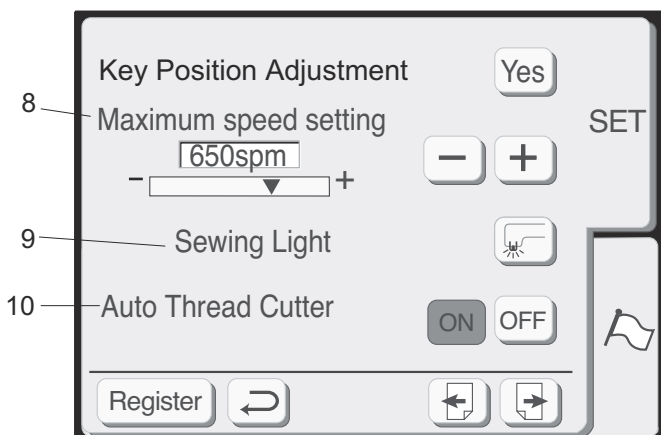 Key Position Adjustment Yes
8 Maximum speed setting SET
650spm
- + − +
9 Sewing Light
10 Auto Thread Cutter ON OFF
Register